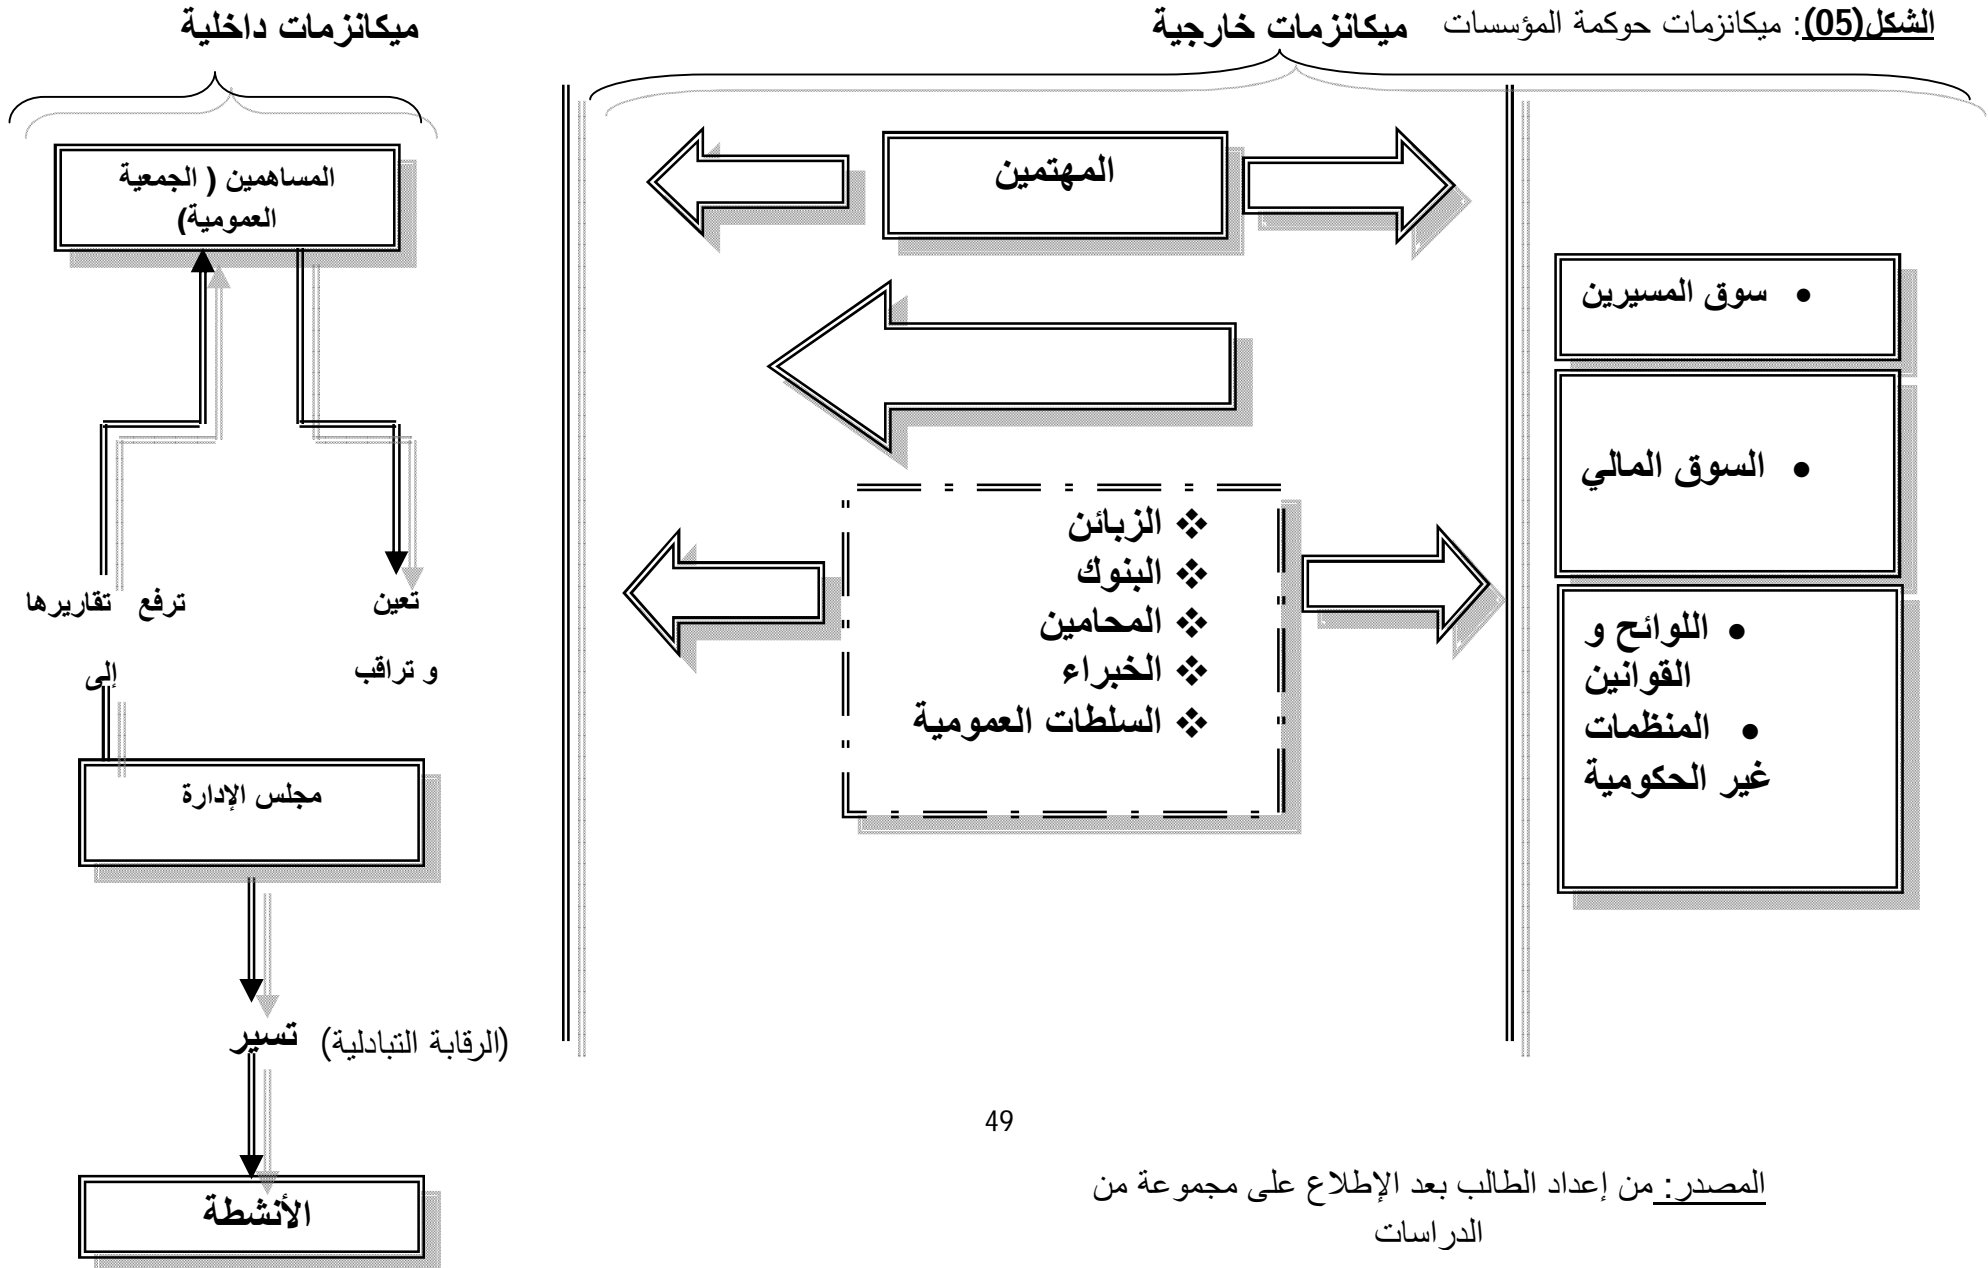 الشكل(05): ميكانزمات حوكمة المؤسسات
ميكانزمات خارجية
ميكانزمات داخلية
سوق المسيرين
السوق المالي
اللوائح و
القوانين
المنظمات
غير الحكومية
المهتمين
الزبائن
البنوك
المحامين
الخبراء
السلطات العمومية
المساهمين ( الجمعية
العمومية)
تعين
و تراقب
ترفع تقاريرها
إلى
مجلس الإدارة
تسير (الرقابة التبادلية)
الأنشطة
49
المصدر: من إعداد الطالب بعد الإطلاع على مجموعة من
الدراسات